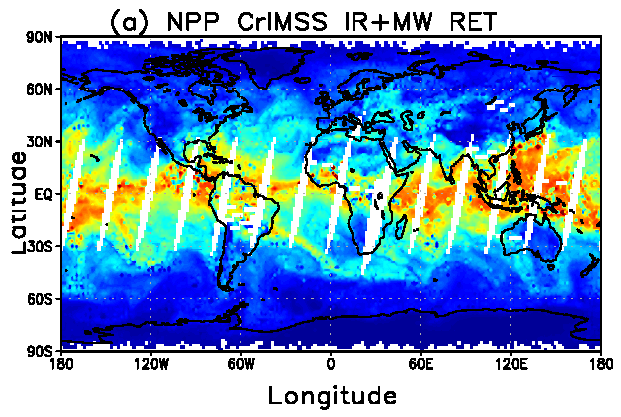 (a) NPP CrIMSS IR+MW RET
90N
60N
30N
EQ
30S
60S
90S
Latitude
180 120W 60W 0 60E 120E 180
Longitude